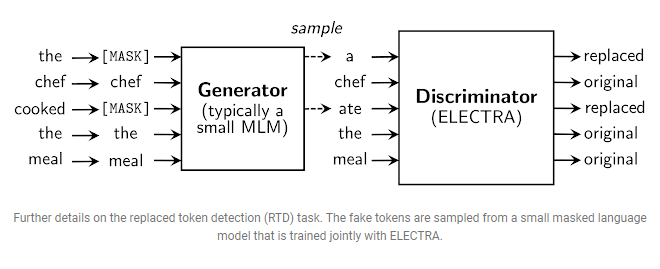 sample
the [MASK] a replaced
chef chef Generator chef Discriminator original
cooked [MASK] (typically a ate (ELECTRA) replaced
the the small MLM) the original
meal meal meal original
Further details on the replaced token detection (RTD) task. The fake tokens are sampled from a small masked language
model that is trained jointly with ELECTRA.